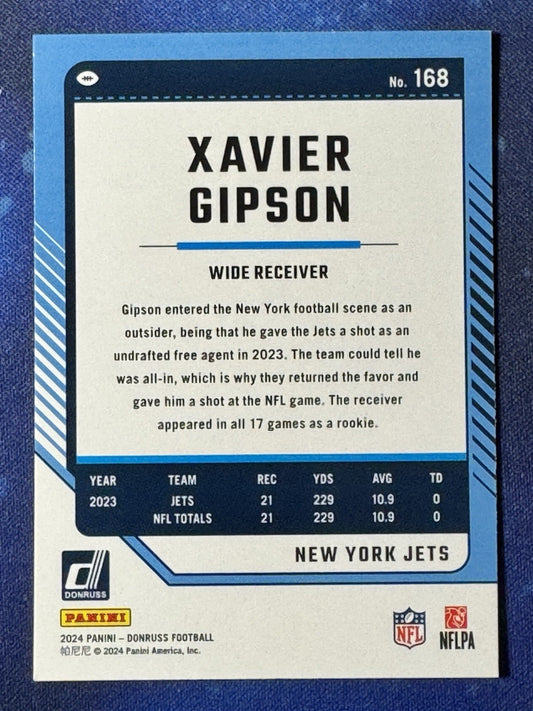 No. 168
XAVIER
GIPSON
WIDE RECEIVER
Gipson entered the New York football scene as an
outsider, being that he gave the Jets a shot as an
undrafted free agent in 2023. The team could tell he
was all-in, which is why they returned the favor and
gave him a shot at the NFL game. The receiver
appeared in all 17 games as a rookie.
YEAR TEAM REC YDS AVG TD
2023 JETS 21 229 10.9 0
NFL TOTALS 21 229 10.9 0
NEW YORK JETS
d
DONRUSS
PANINI
2024 PANINI – DONRUSS FOOTBALL
帕尼尼 © 2024 Panini America, Inc.
NFL
NFLPA